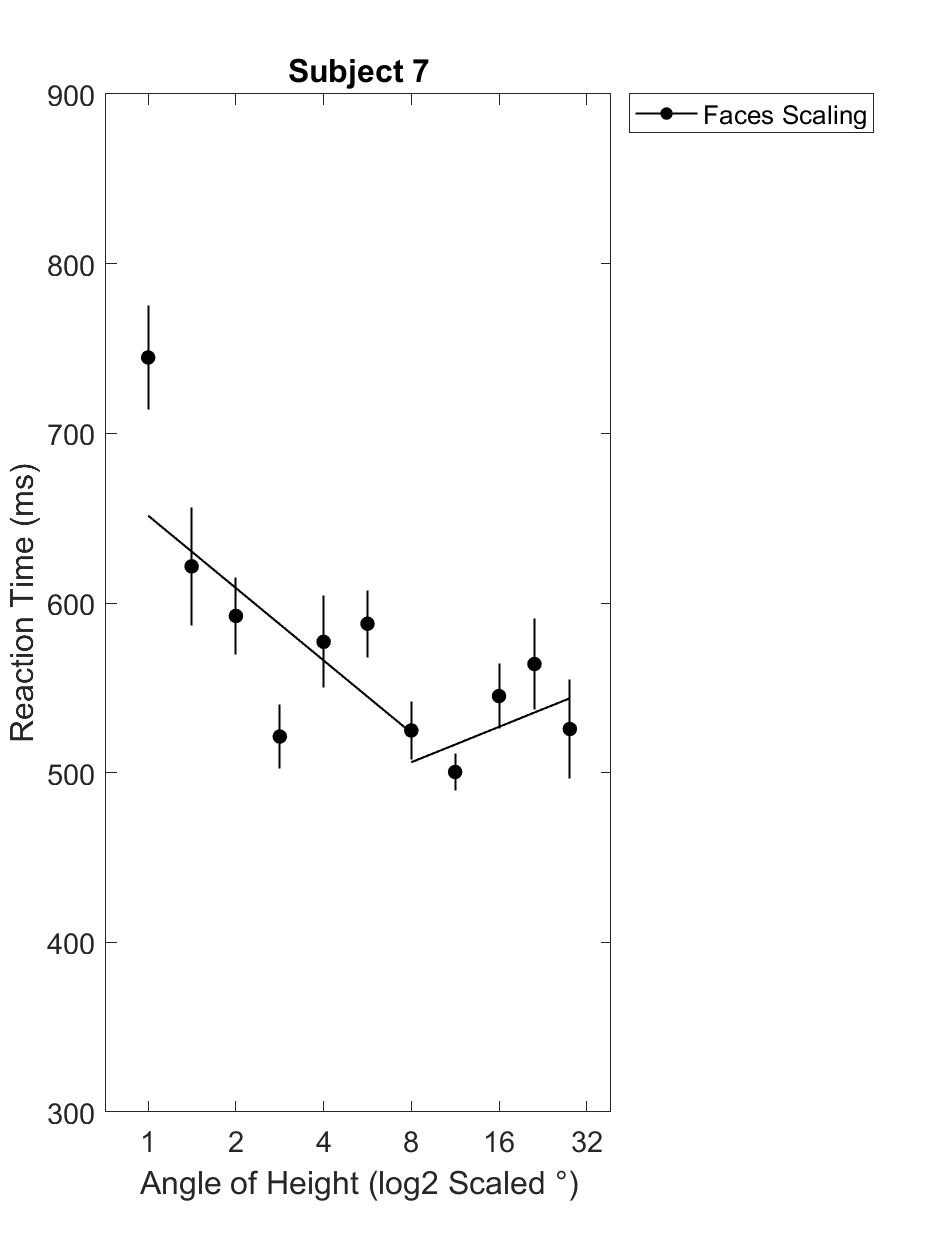 Subject 7
Faces Scaling
900
800
700
600
500
400
300
Reaction Time (ms)
1 2 4 8 16 32
Angle of Height (log2 Scaled °)